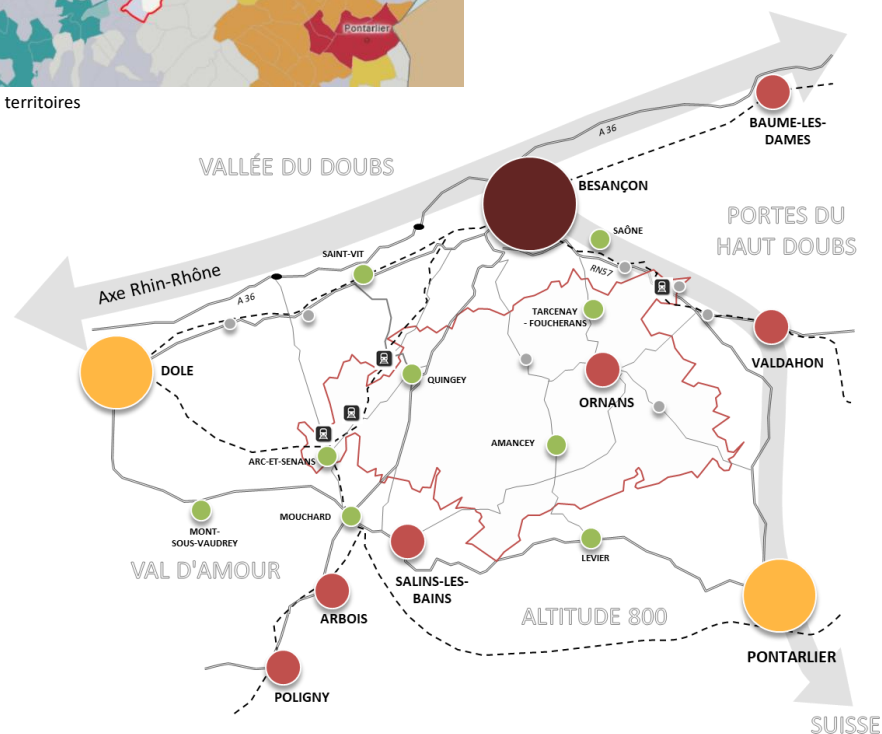 Pontarlier
territoires
BAUME-LES-
DAMES
A 36
VALLÉE DU DOUBS
BESANÇON
PORTES DU
HAUT DOUBS
SAÔNE
SAINT-VIT
RN57
Axe Rhin-Rhône
A 36
TARCENAY
- FOUCHERANS
VALDAHON
DOLE
QUINGEY
ORNANS
AMANCEY
ARC-ET-SENANS
MOUCHARD
MONT-
SOUS-VAUDREY
LEVIER
VAL D'AMOUR
SALINS-LES-
BAINS
ARBOIS
ALTITUDE 800
PONTARLIER
POLIGNY
SUISSE